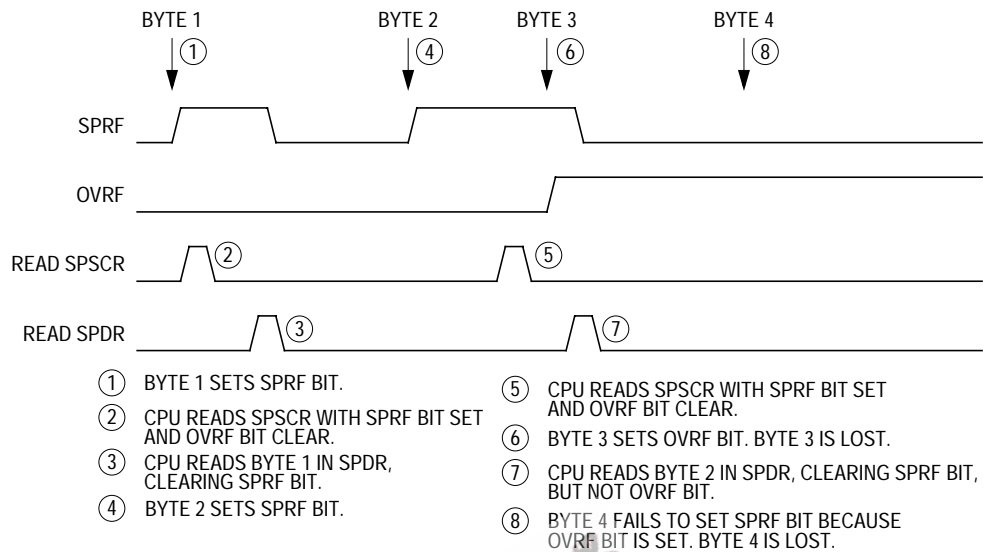 BYTE 1 BYTE 2 BYTE 3 BYTE 4
1 4 6 8
SPRF
OVRF
READ SPSCR 2 5
READ SPDR 3 7
1 BYTE 1 SETS SPRF BIT.
2 CPU READS SPSCR WITH SPRF BIT SET
AND OVRF BIT CLEAR.
3 CPU READS BYTE 1 IN SPDR,
CLEARING SPRF BIT.
4 BYTE 2 SETS SPRF BIT.
5 CPU READS SPSCR WITH SPRF BIT SET
AND OVRF BIT CLEAR.
6 BYTE 3 SETS OVRF BIT. BYTE 3 IS LOST.
7 CPU READS BYTE 2 IN SPDR, CLEARING SPRF BIT,
BUT NOT OVRF BIT.
8 BYTE 4 FAILS TO SET SPRF BIT BECAUSE
OVRF BIT IS SET. BYTE 4 IS LOST.